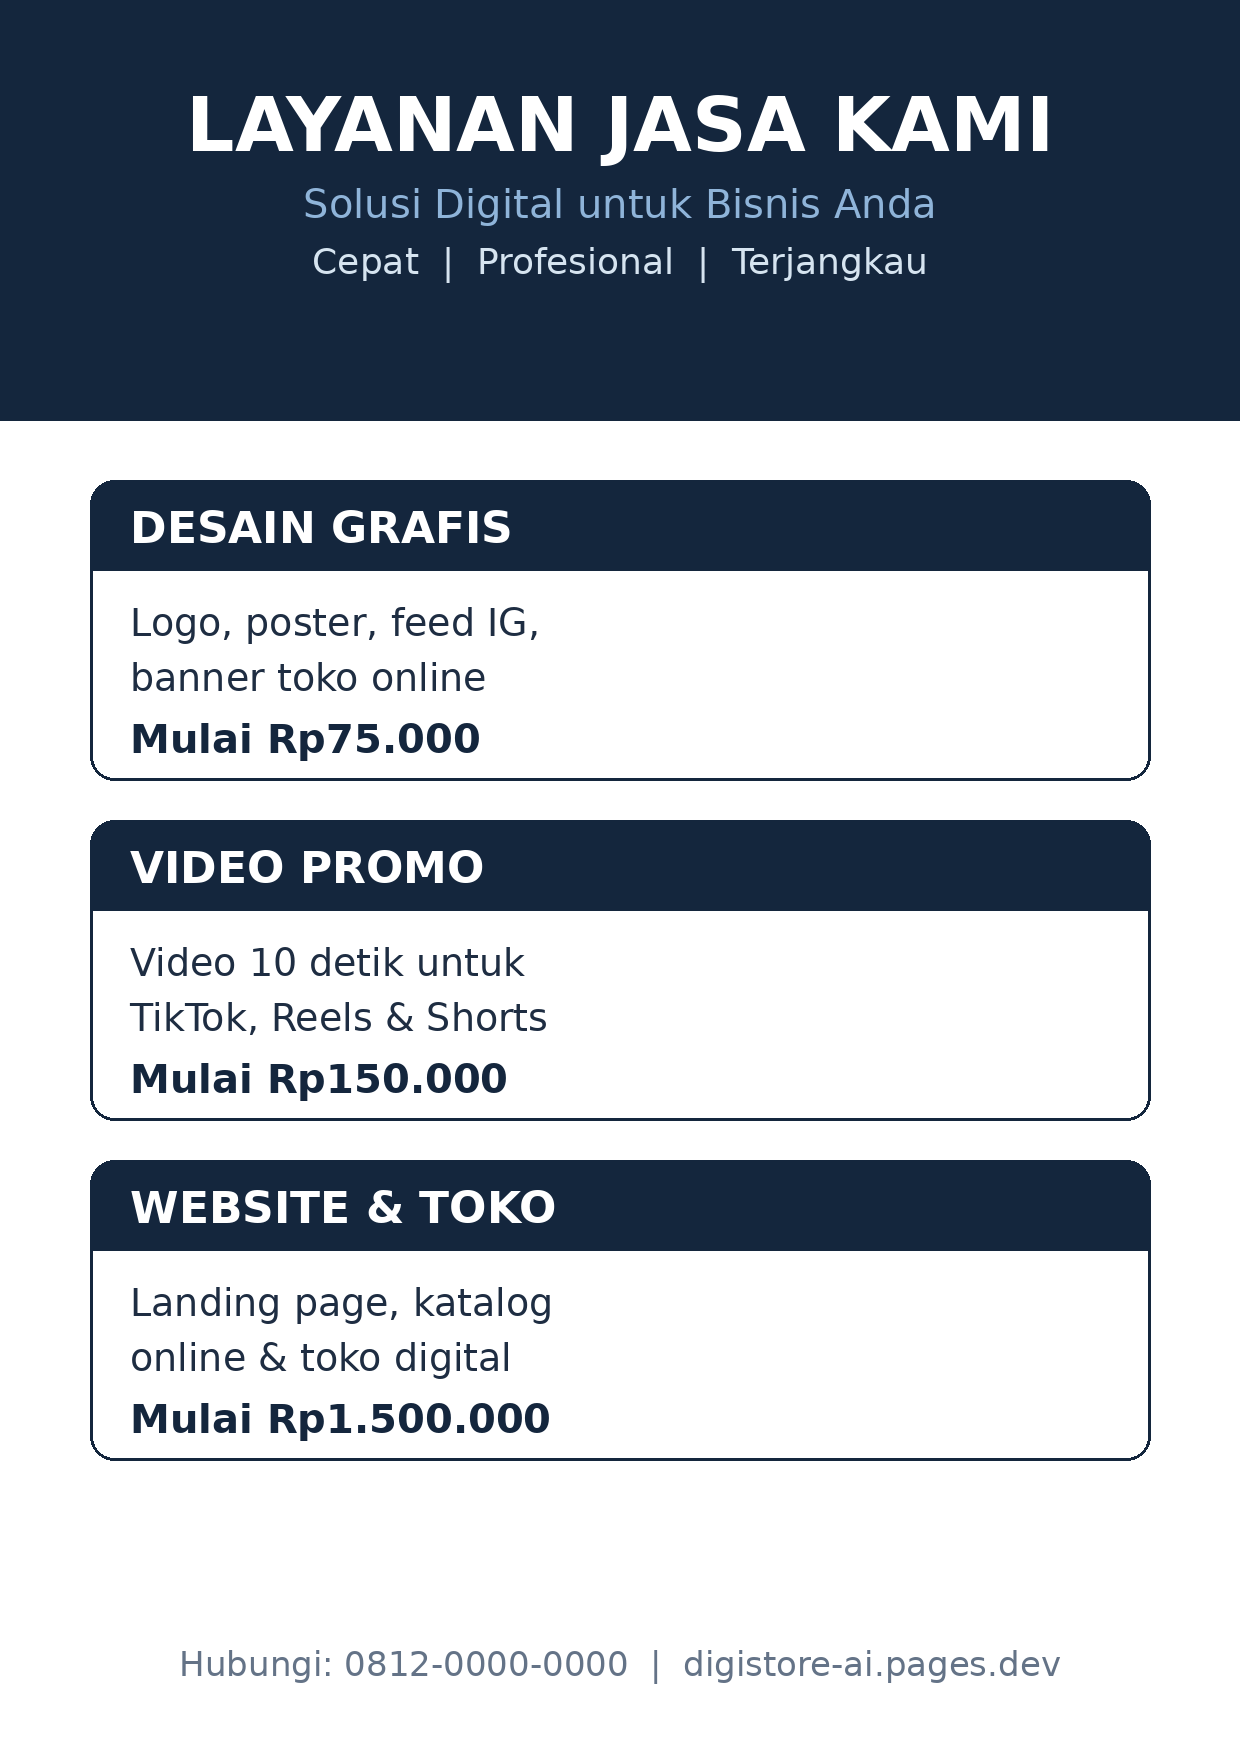 LAYANAN JASA KAMI
Solusi Digital untuk Bisnis Anda
Cepat | Profesional | Terjangkau
DESAIN GRAFIS
Logo, poster, feed IG,
banner toko online
Mulai Rp75.000
VIDEO PROMO
Video 10 detik untuk
TikTok, Reels & Shorts
Mulai Rp150.000
WEBSITE & TOKO
Landing page, katalog
online & toko digital
Mulai Rp1.500.000
Hubungi: 0812-0000-0000 | digistore-ai.pages.dev